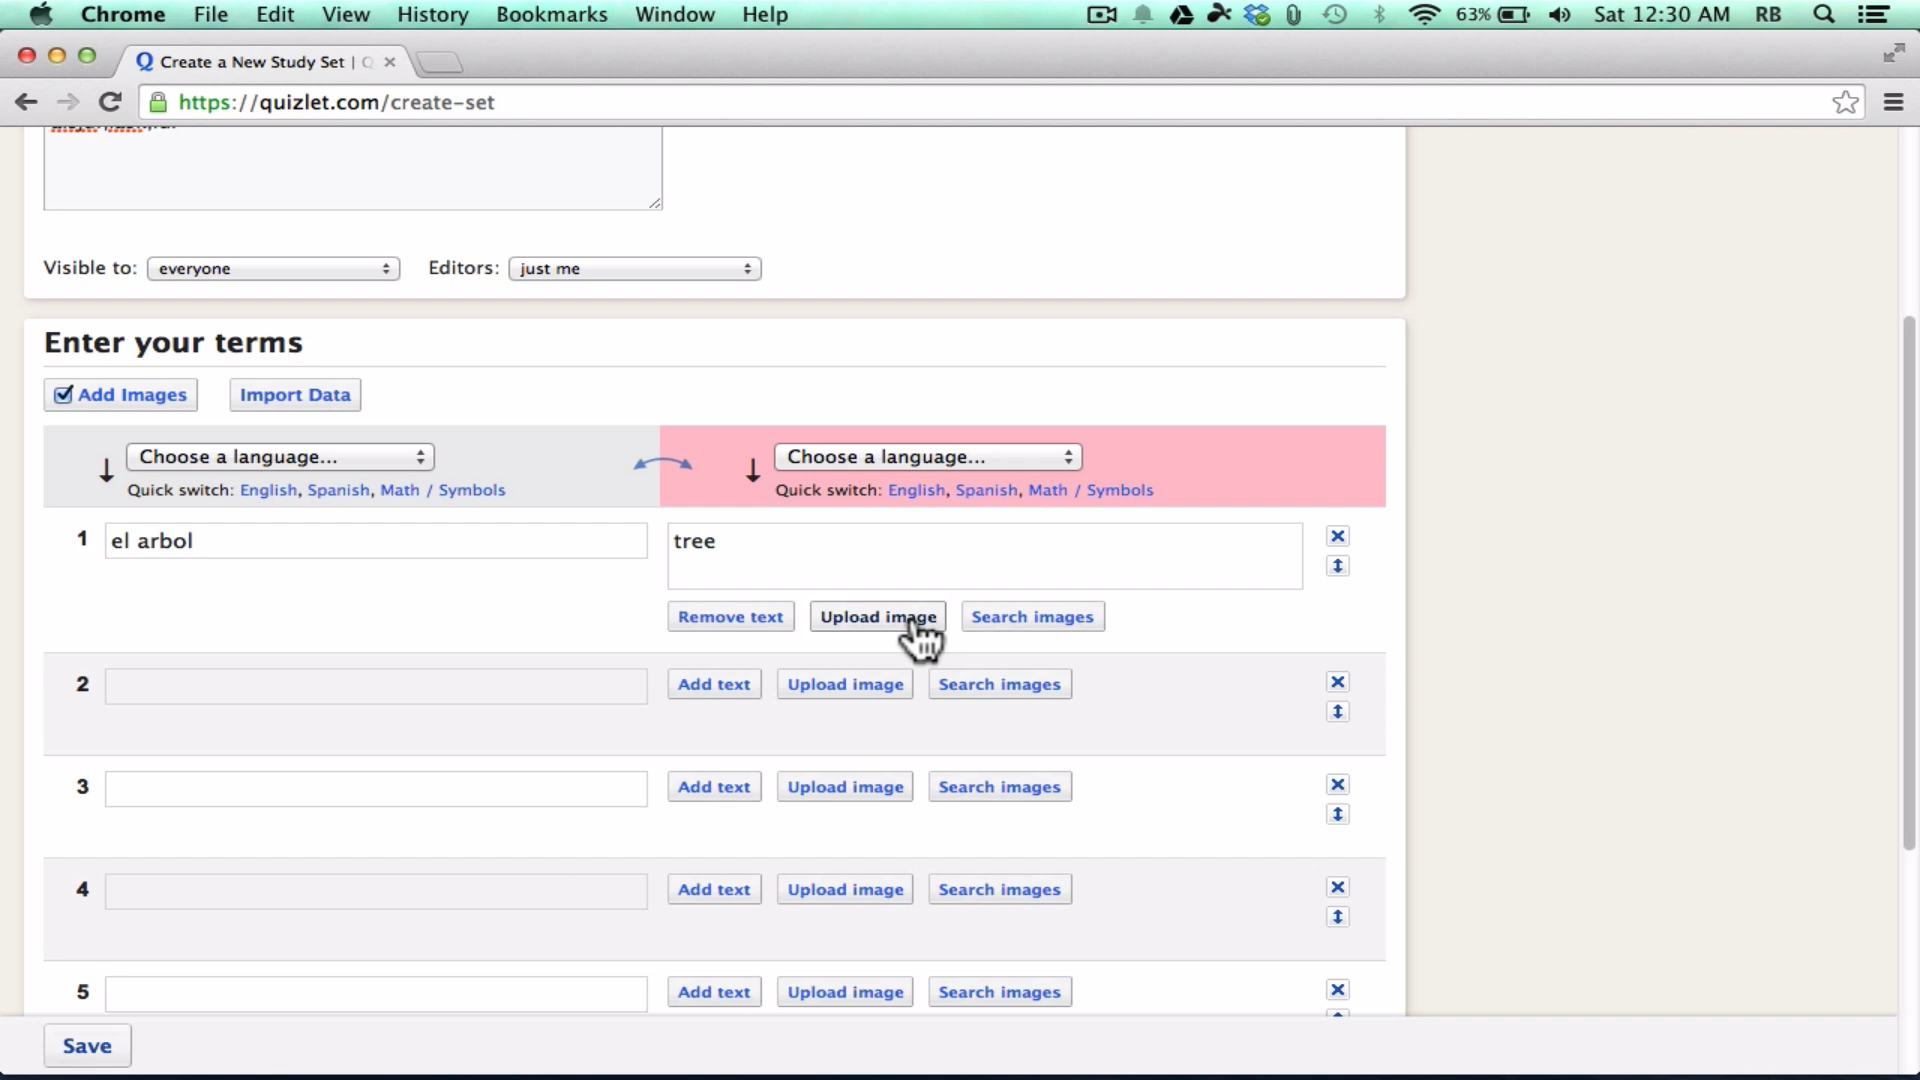 Chrome File Edit View History Bookmarks Window Help 63% Sat 12:30 AM RB
Create a New Study Set |
https://quizlet.com/create-set
Visible to: everyone Editors: just me
Enter your terms
Add Images Import Data
Choose a language... Choose a language...
Quick switch: English, Spanish, Math / Symbols Quick switch: English, Spanish, Math / Symbols
1 el arbol tree
Remove text Upload image Search images
2 Add text Upload image Search images
3 Add text Upload image Search images
4 Add text Upload image Search images
5 Add text Upload image Search images
Save